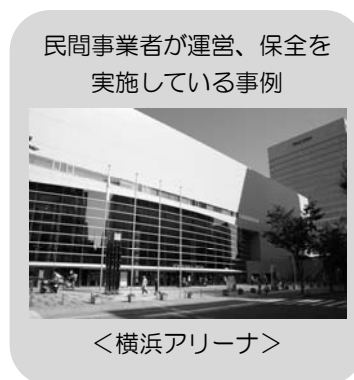 民間事業者が運営、保全を
実施している事例
＜横浜アリーナ＞